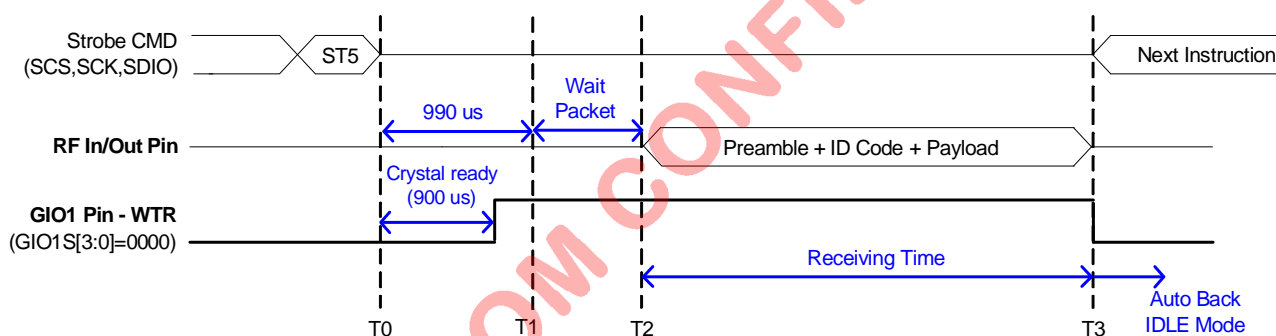 Strobe CMD
(SCS,SCK,SDIO)
ST5
Next Instruction
990 us
Wait
Packet
RF In/Out Pin
Preamble + ID Code + Payload
Crystal ready
(900 us)
GIO1 Pin - WTR
(GIO1S[3:0]=0000)
Receiving Time
Auto Back
IDLE Mode
T0
T1
T2
T3